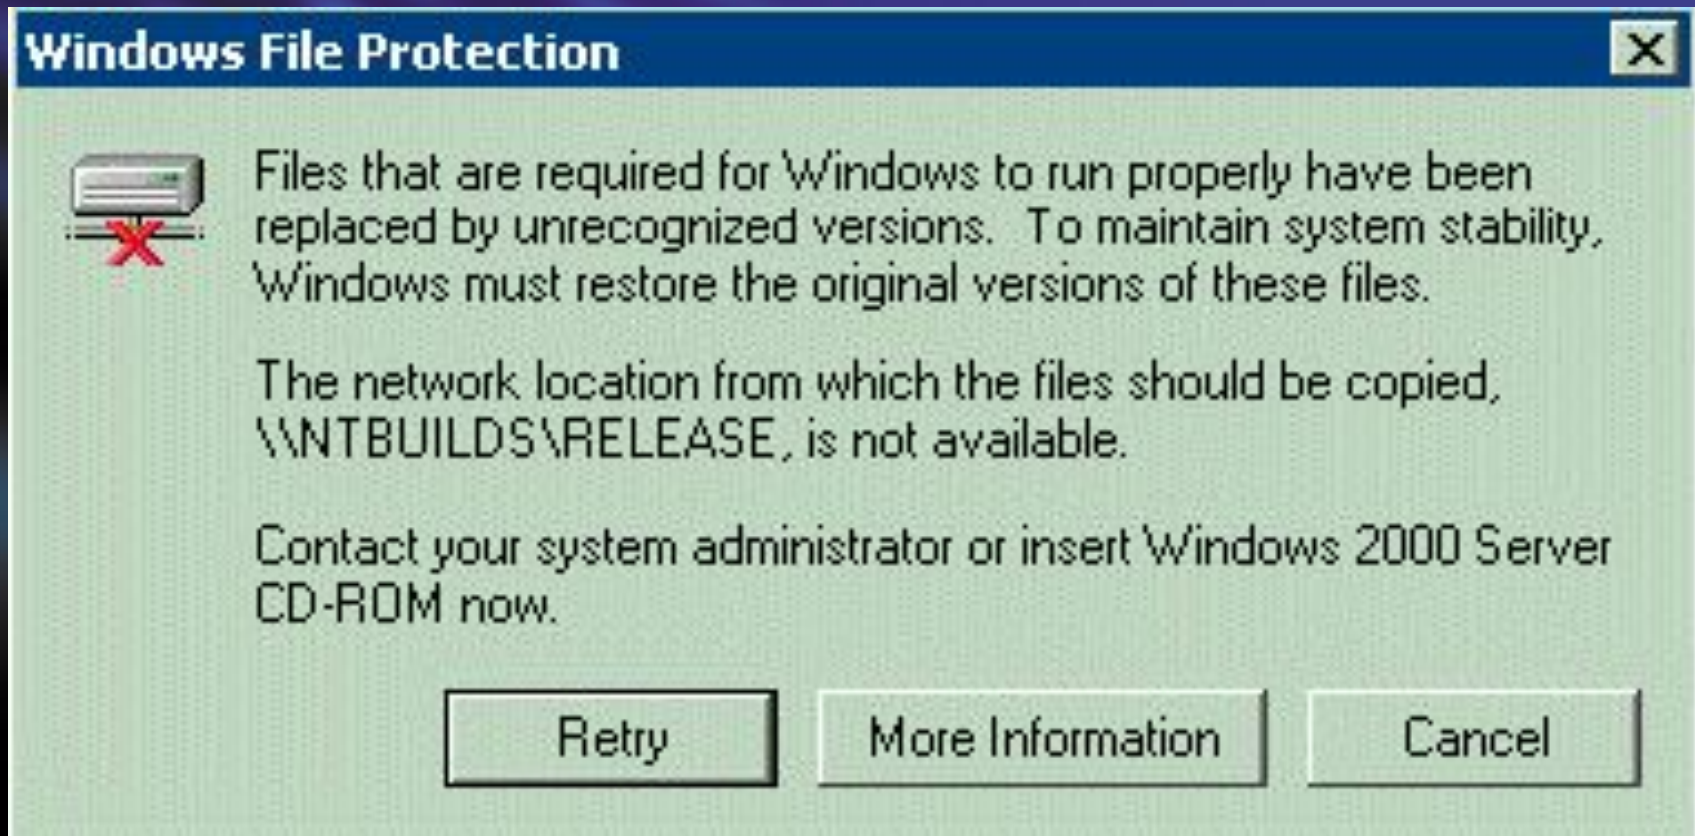 Windows File Protection
Files that are required for Windows to run properly have been
replaced by unrecognized versions.  To maintain system stability,
Windows must restore the original versions of these files.
The network location from which the files should be copied,
\\NTBUILDS\RELEASE, is not available.
Contact your system administrator or insert Windows 2000 Server
CD-ROM now.
Retry
More Information
Cancel